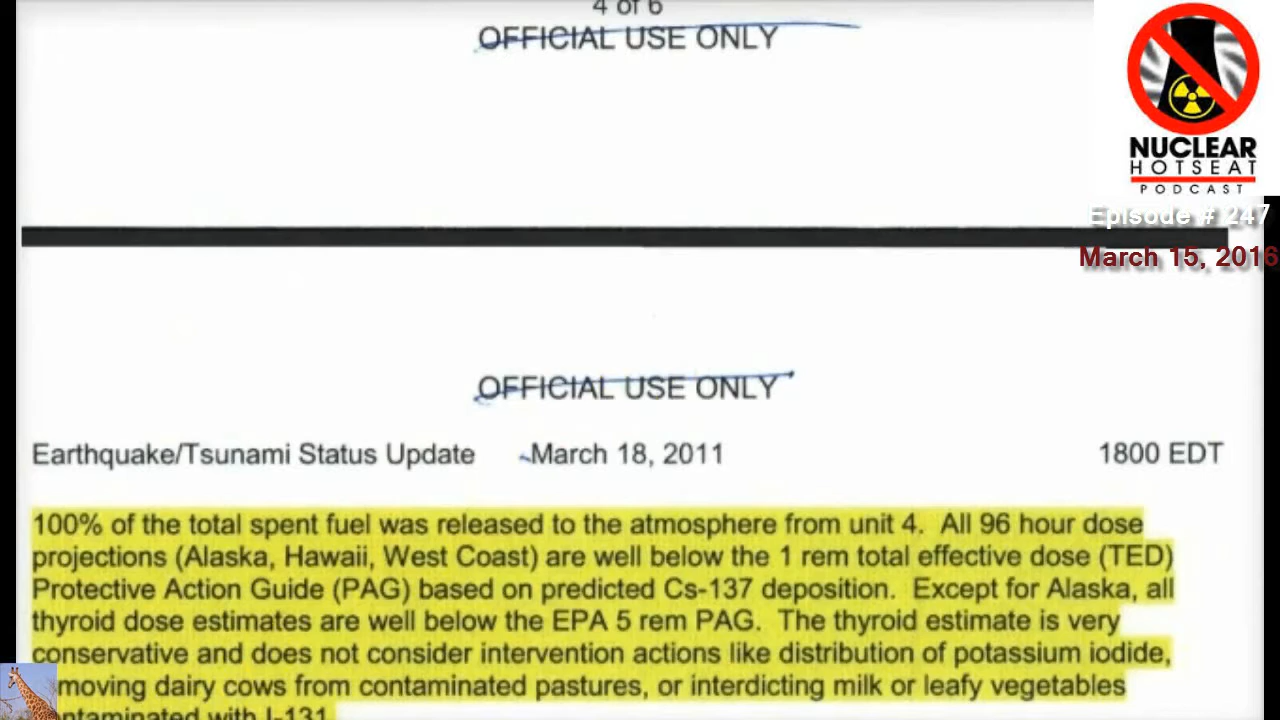 4 of 6
OFFICIAL USE ONLY
NUCLEAR
HOTSEAT
PODCAST
Episode # 247
March 15, 2016
OFFICIAL USE ONLY
Earthquake/Tsunami Status Update March 18, 2011 1800 EDT
100% of the total spent fuel was released to the atmosphere from unit 4. All 96 hour dose
projections (Alaska, Hawaii, West Coast) are well below the 1 rem total effective dose (TED)
Protective Action Guide (PAG) based on predicted Cs-137 deposition. Except for Alaska, all
thyroid dose estimates are well below the EPA 5 rem PAG. The thyroid estimate is very
conservative and does not consider intervention actions like distribution of potassium iodide,
moving dairy cows from contaminated pastures, or interdicting milk or leafy vegetables
ntaminated with I-131.